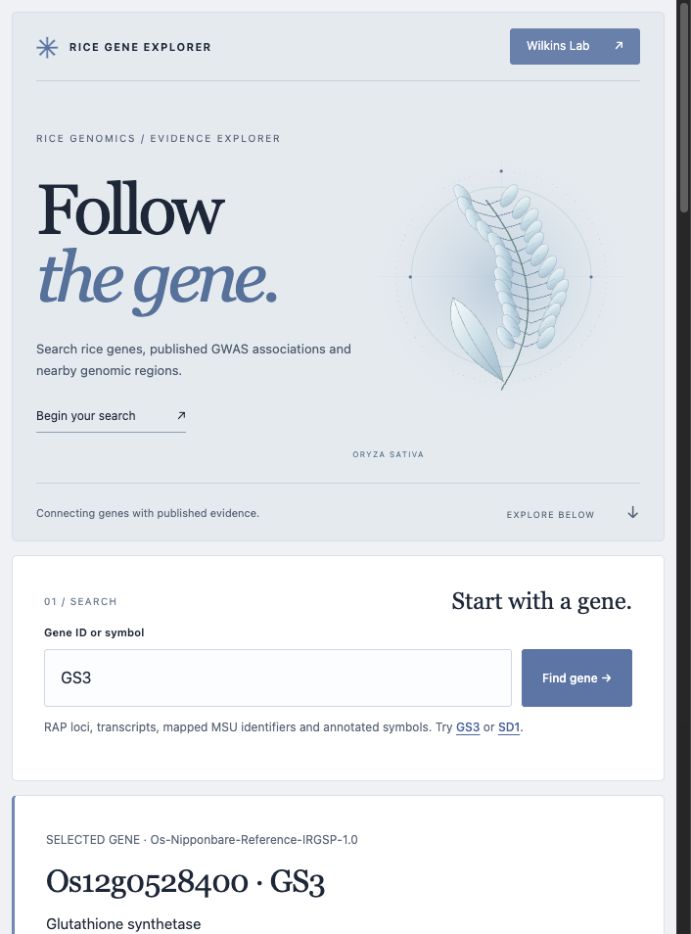 RICE GENE EXPLORER
Wilkins Lab ↗
RICE GENOMICS / EVIDENCE EXPLORER
Follow
the gene.
Search rice genes, published GWAS associations and
nearby genomic regions.
Begin your search ↗
ORYZA SATIVA
Connecting genes with published evidence.
EXPLORE BELOW ↓
01 / SEARCH
Start with a gene.
Gene ID or symbol
GS3
Find gene →
RAP loci, transcripts, mapped MSU identifiers and annotated symbols. Try GS3 or SD1.
SELECTED GENE · Os-Nipponbare-Reference-IRGSP-1.0
Os12g0528400 · GS3
Glutathione synthetase